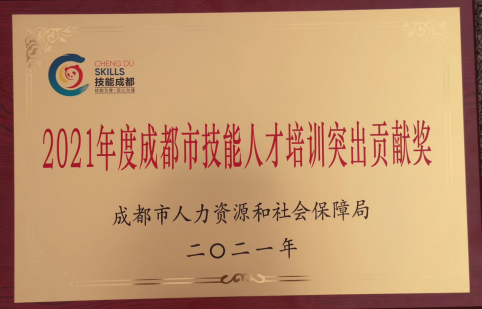 CHENG DU
SKILLS
技能成都
2021年度成都市技能人才培训突出贡献奖
成都市人力资源和社会保障局
二〇二一年